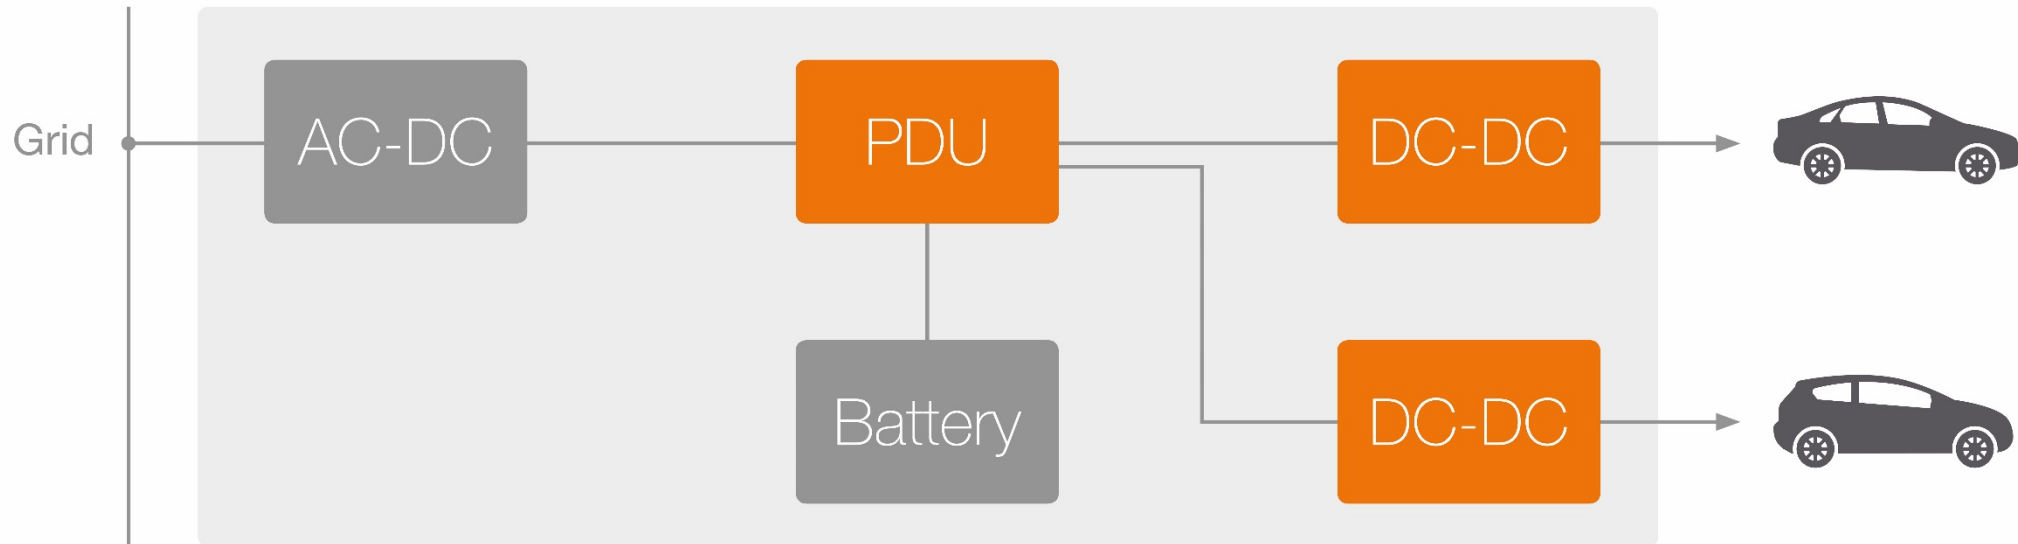 Grid
AC-DC
PDU
DC-DC
Battery
DC-DC